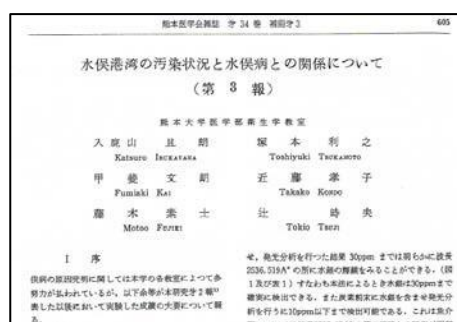 熊本医学会雑誌 第34巻 補冊第3
605
水俣港湾の汚染状況と水俣病との関係について
(第 3 報)
熊本大学医学部衛生学教室
入鹿山 且 朗
Katsuro IRUKAYAMA
塚 本 利 之
Toshiyuki TSUKAMOTO
甲 斐 文 朗
Fumiaki KAI
近 藤 孝 子
Takako KONDO
藤 木 素 士
Motoo FUJIKI
辻 時 央
Tokio TSUJI
I 序
俣病の原因究明に関しては本学の各教室によつて参
努力が払われているが,以下余等が本研究第2報
表した以後において実験した成績の大要について報
る.
せ,発光分析を行つた結果 30ppm までは明らかに波長
2536.519A°の所に水銀の輝線をみることができる.(図
1及び表1) すなわち本法によるとき水銀は30ppmまで
確実に検出できる.また炭素粉末に水銀を含ませ発光分
析を行うに10ppm以下まで検出可能である.これは魚介